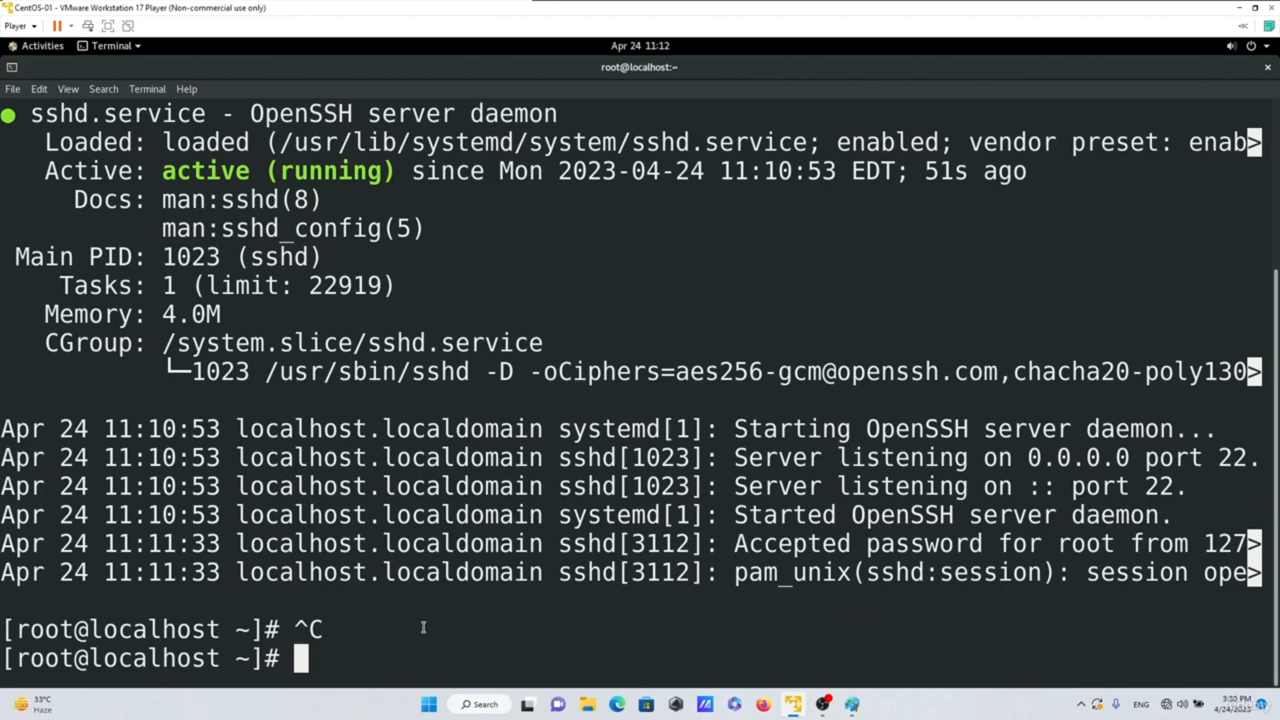 CentOS-01 - VMware Workstation 17 Player (Non-commercial use only)
Player
Activities Terminal Apr 24 11:12
root@localhost:~
File Edit View Search Terminal Help
● sshd.service - OpenSSH server daemon
Loaded: loaded (/usr/lib/systemd/system/sshd.service; enabled; vendor preset: enab>
Active: active (running) since Mon 2023-04-24 11:10:53 EDT; 51s ago
Docs: man:sshd(8)
man:sshd_config(5)
Main PID: 1023 (sshd)
Tasks: 1 (limit: 22919)
Memory: 4.0M
CGroup: /system.slice/sshd.service
└─1023 /usr/sbin/sshd -D -oCiphers=aes256-gcm@openssh.com,chacha20-poly130>
Apr 24 11:10:53 localhost.localdomain systemd[1]: Starting OpenSSH server daemon...
Apr 24 11:10:53 localhost.localdomain sshd[1023]: Server listening on 0.0.0.0 port 22.
Apr 24 11:10:53 localhost.localdomain sshd[1023]: Server listening on :: port 22.
Apr 24 11:10:53 localhost.localdomain systemd[1]: Started OpenSSH server daemon.
Apr 24 11:11:33 localhost.localdomain sshd[3112]: Accepted password for root from 127>
Apr 24 11:11:33 localhost.localdomain sshd[3112]: pam_unix(sshd:session): session ope>
[root@localhost ~]# ^C
[root@localhost ~]#
33°C
Haze
Search
ENG
3:30 PM
4/24/2023